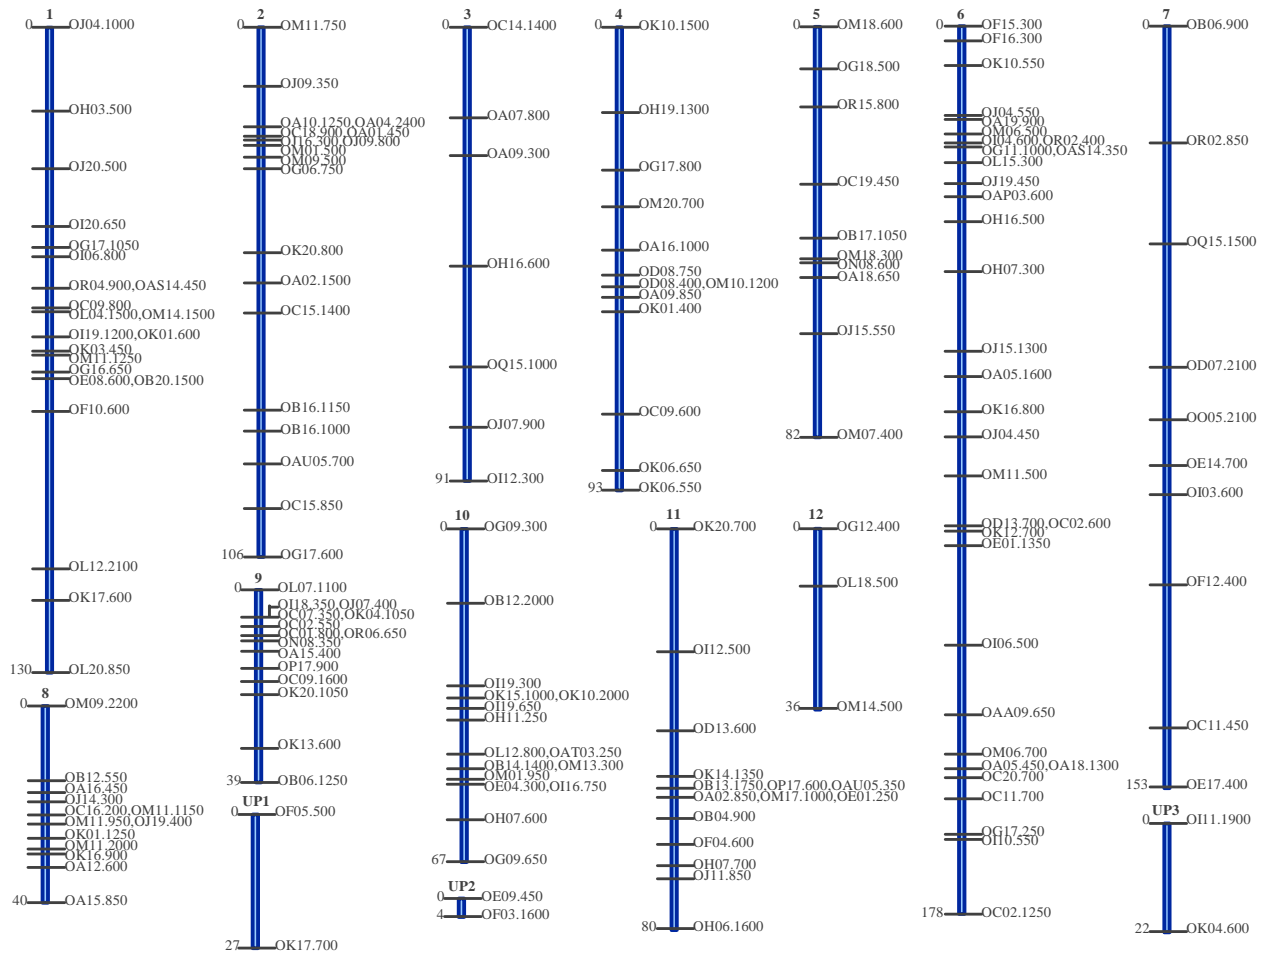 1
0 OJ04.1000
OH03.500
OJ20.500
OI20.650
OG17.1050
OI06.800
OR04.900,OAS14.450
OC09.800
OL04.1500,OM14.1500
OI19.1200,OK01.600
OK03.450
OM11.1250
OG16.650
OE08.600,OB20.1500
OF10.600
OL12.2100
OK17.600
130 OL20.850
2
0 OM11.750
OJ09.350
OA10.1250,OA04.2400
OC18.900,OA01.450
OJ16.300,OJ09.800
OM01.500
OM09.500
OG06.750
OK20.800
OA02.1500
OC15.1400
OB16.1150
OB16.1000
OAU05.700
OC15.850
106 OG17.600
3
0 OC14.1400
OA07.800
OA09.300
OH16.600
OQ15.1000
OJ07.900
91 OI12.300
4
0 OK10.1500
OH19.1300
OG17.800
OM20.700
OA16.1000
OD08.750
OD08.400,OM10.1200
OA09.850
OK01.400
OC09.600
OK06.650
93 OK06.550
5
0 OM18.600
OG18.500
OR15.800
OC19.450
OB17.1050
OM18.300
ON08.600
OA18.650
OJ15.550
82 OM07.400
6
0 OF15.300
OF16.300
OK10.550
OJ04.550
OA19.900
OM06.500
OI04.600,OR02.400
OG11.1000,OAS14.350
OL15.300
OJ19.450
OAP03.600
OH16.500
OH07.300
OJ15.1300
OA05.1600
OK16.800
OJ04.450
OM11.500
OD13.700,OC02.600
OK12.700
OE01.1350
OI06.500
OAA09.650
OM06.700
OA05.450,OA18.1300
OC20.700
OC11.700
OG17.250
OI10.550
178 OC02.1250
7
0 OB06.900
OR02.850
OQ15.1500
OD07.2100
OO05.2100
OE14.700
OI03.600
OF12.400
OC11.450
153 OE17.400
8
0 OM09.2200
OB12.550
OA16.450
OJ14.300
OC16.200,OM11.1150
OM11.950,OJ19.400
OK01.1250
OM11.2000
OK16.900
OA12.600
40 OA15.850
9
0 OL07.1100
OI18.350,OJ07.400
OC07.350,OK04.1050
OC02.550
OC01.800,OR06.650
ON08.350
OA15.400
OP17.900
OC09.1600
OK20.1050
OK13.600
39 OB06.1250
UP1
0 OF05.500
27 OK17.700
10
0 OG09.300
OB12.2000
OI19.300
OK15.1000,OK10.2000
OI19.650
OH11.250
OL12.800,OAT03.250
OB14.1400,OM13.300
OM01.950
OE04.300,OI16.750
OH07.600
67 OG09.650
UP2
0 OE09.450
4 OF03.1600
11
0 OK20.700
OI12.500
OD13.600
OK14.1350
OB13.1750,OP17.600,OAU05.350
OA02.850,OM17.1000,OE01.250
OB04.900
OF04.600
OH07.700
OJ11.850
80 OH06.1600
12
0 OG12.400
OL18.500
36 OM14.500
UP3
0 OI11.1900
22 OK04.600